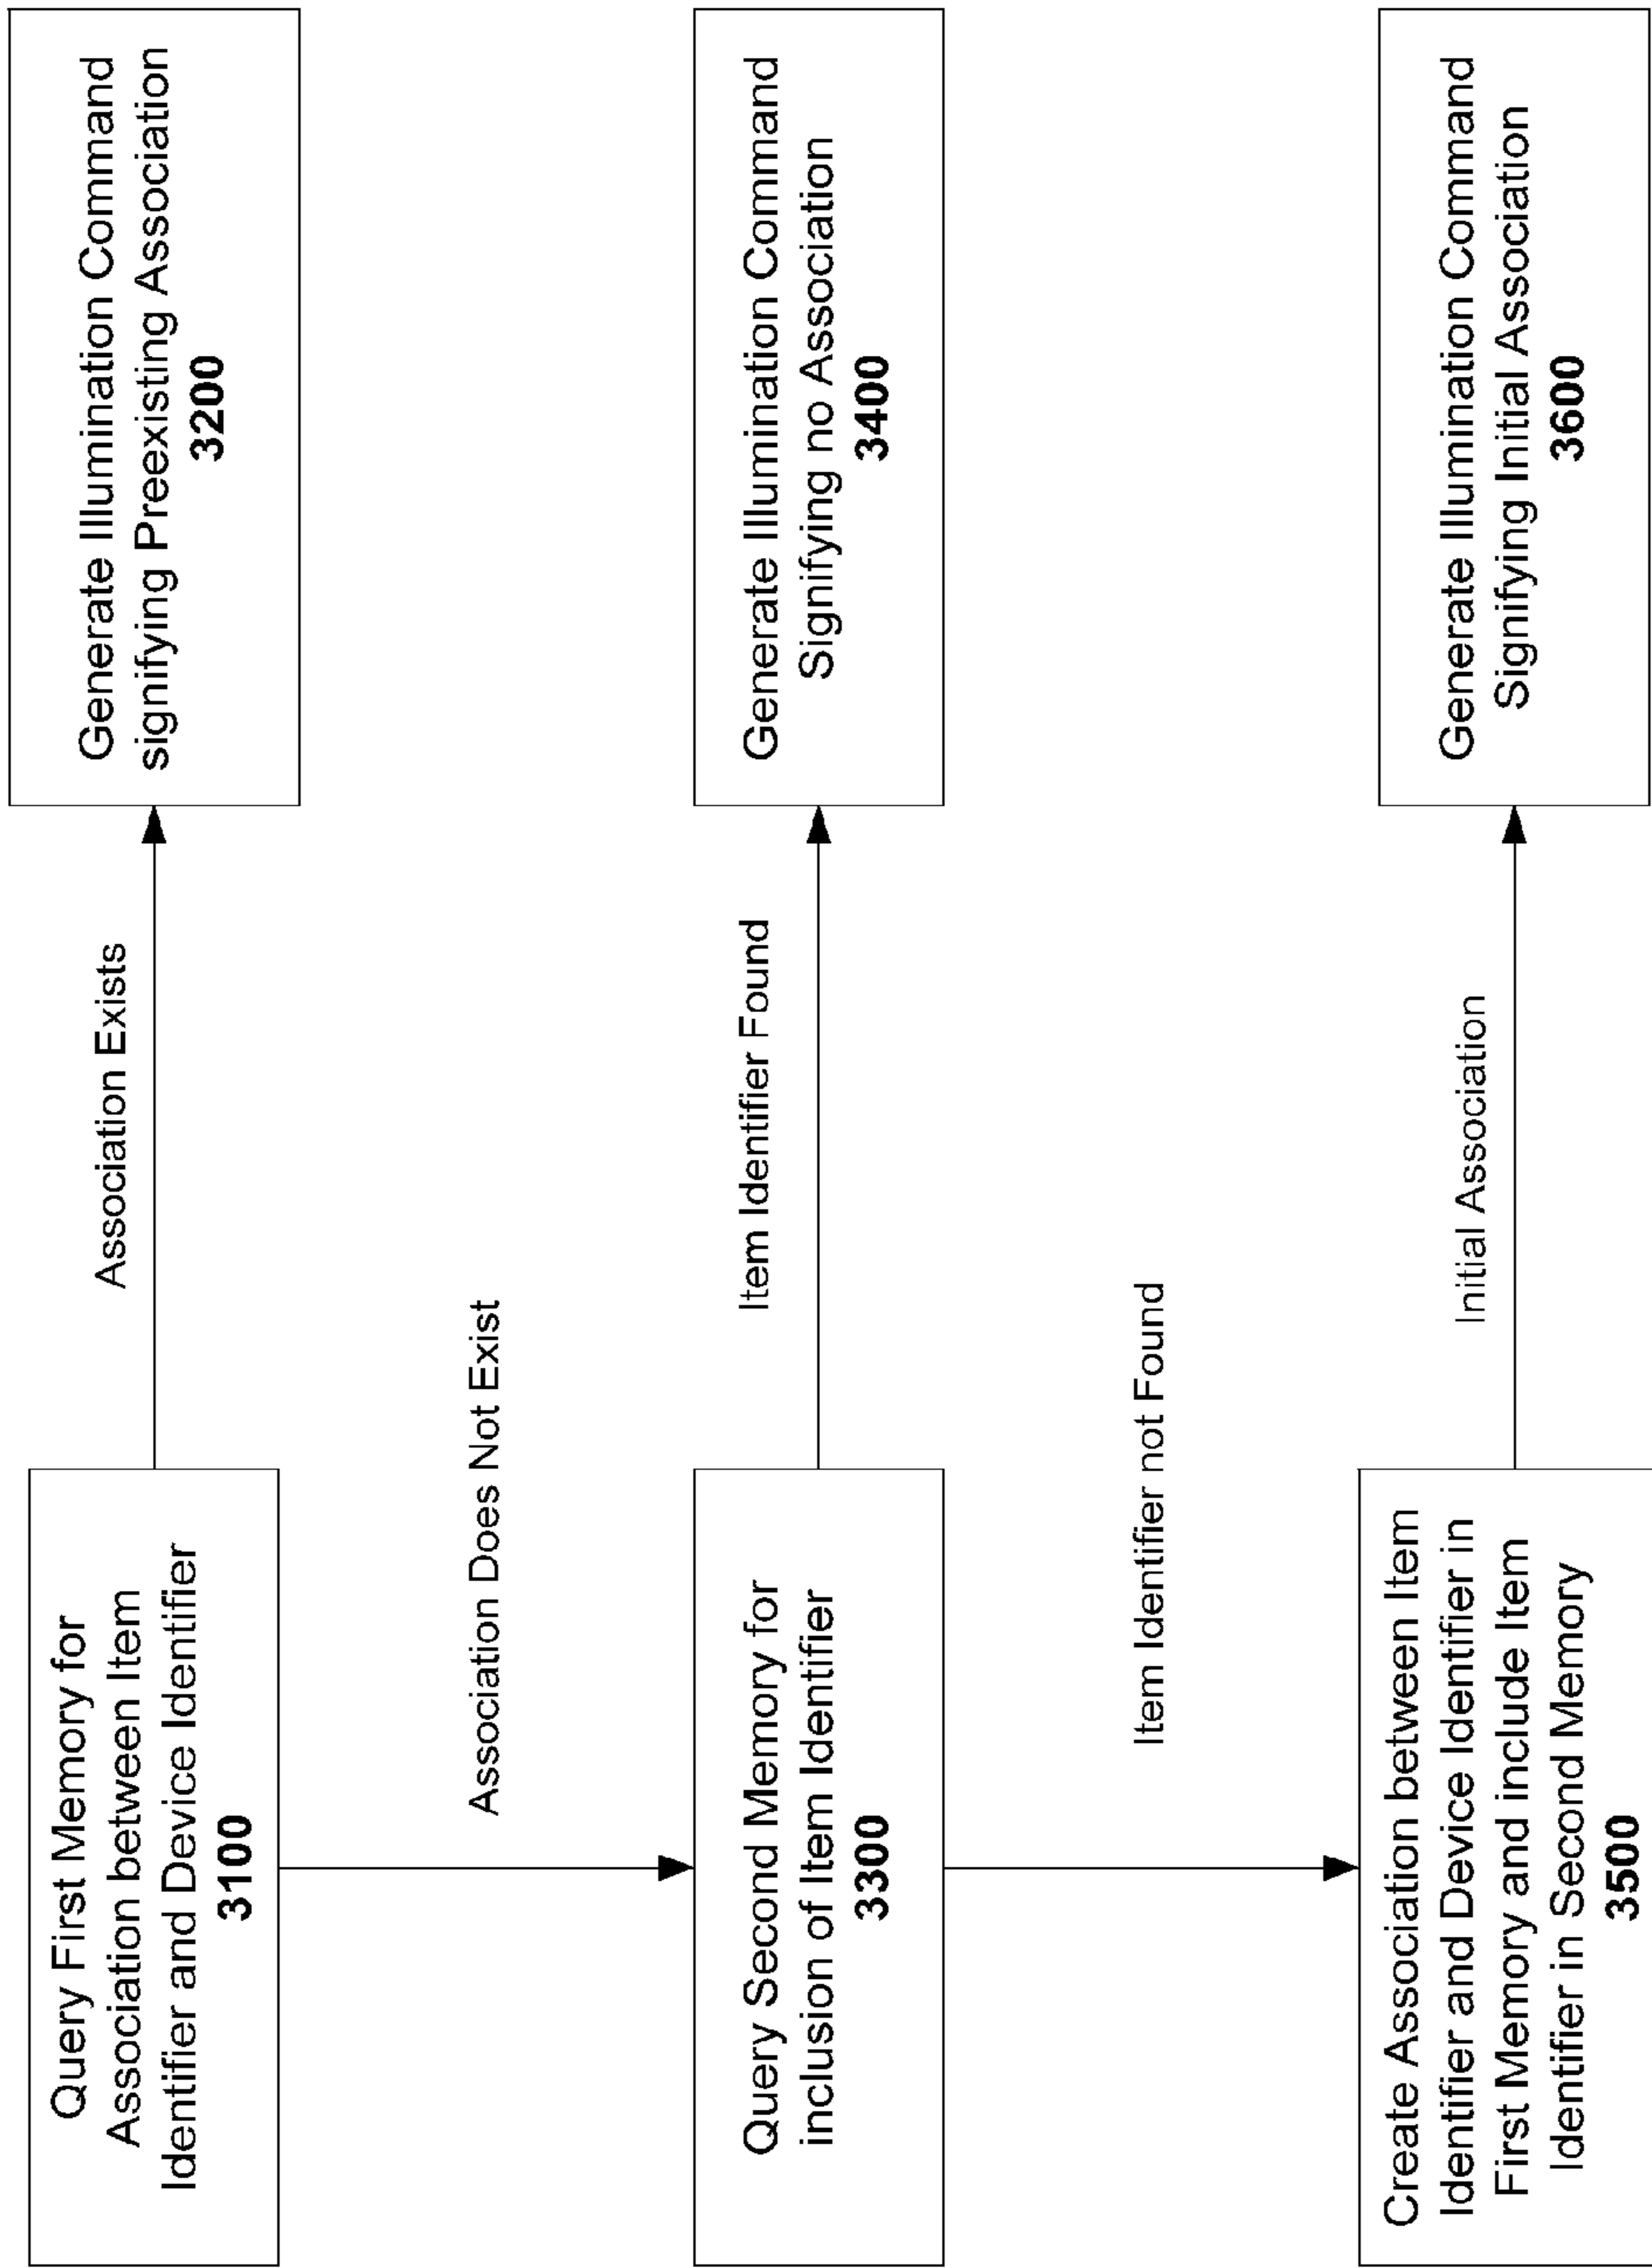 Query First Memory for
Association between Item
Identifier and Device Identifier
3100
Association Exists
Generate Illumination Command
signifying Preexisting Association
3200
Association Does Not Exist
Query Second Memory for
inclusion of Item Identifier
3300
Item Identifier Found
Generate Illumination Command
Signifying no Association
3400
Item Identifier not Found
Create Association between Item
Identifier and Device Identifier in
First Memory and include Item
Identifier in Second Memory
3500
Initial Association
Generate Illumination Command
Signifying Initial Association
3600